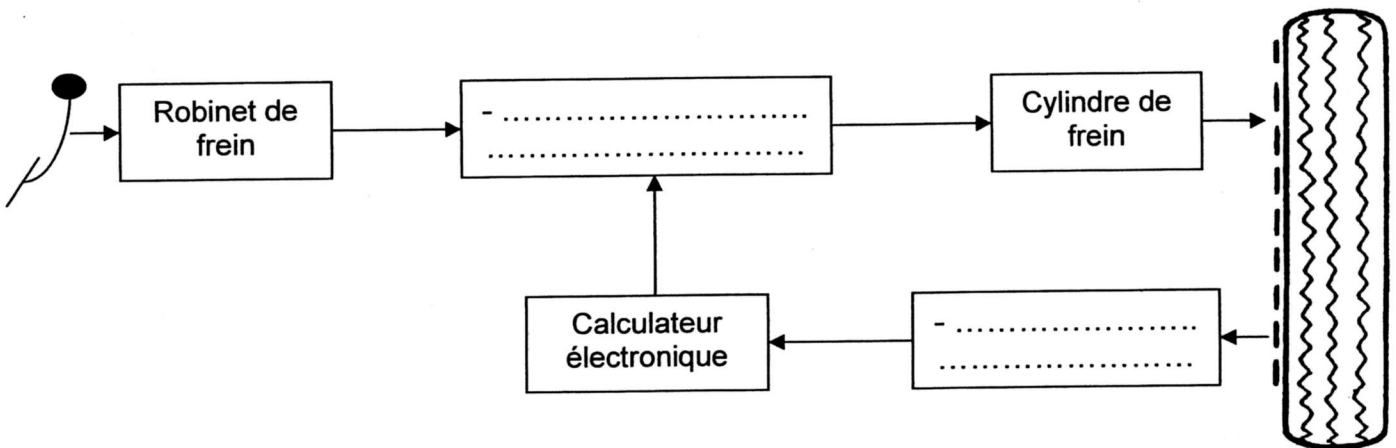 Robinet de
frein
- ..............................
................................
Cylindre de
frein
Calculateur
électronique
- ........................
..........................